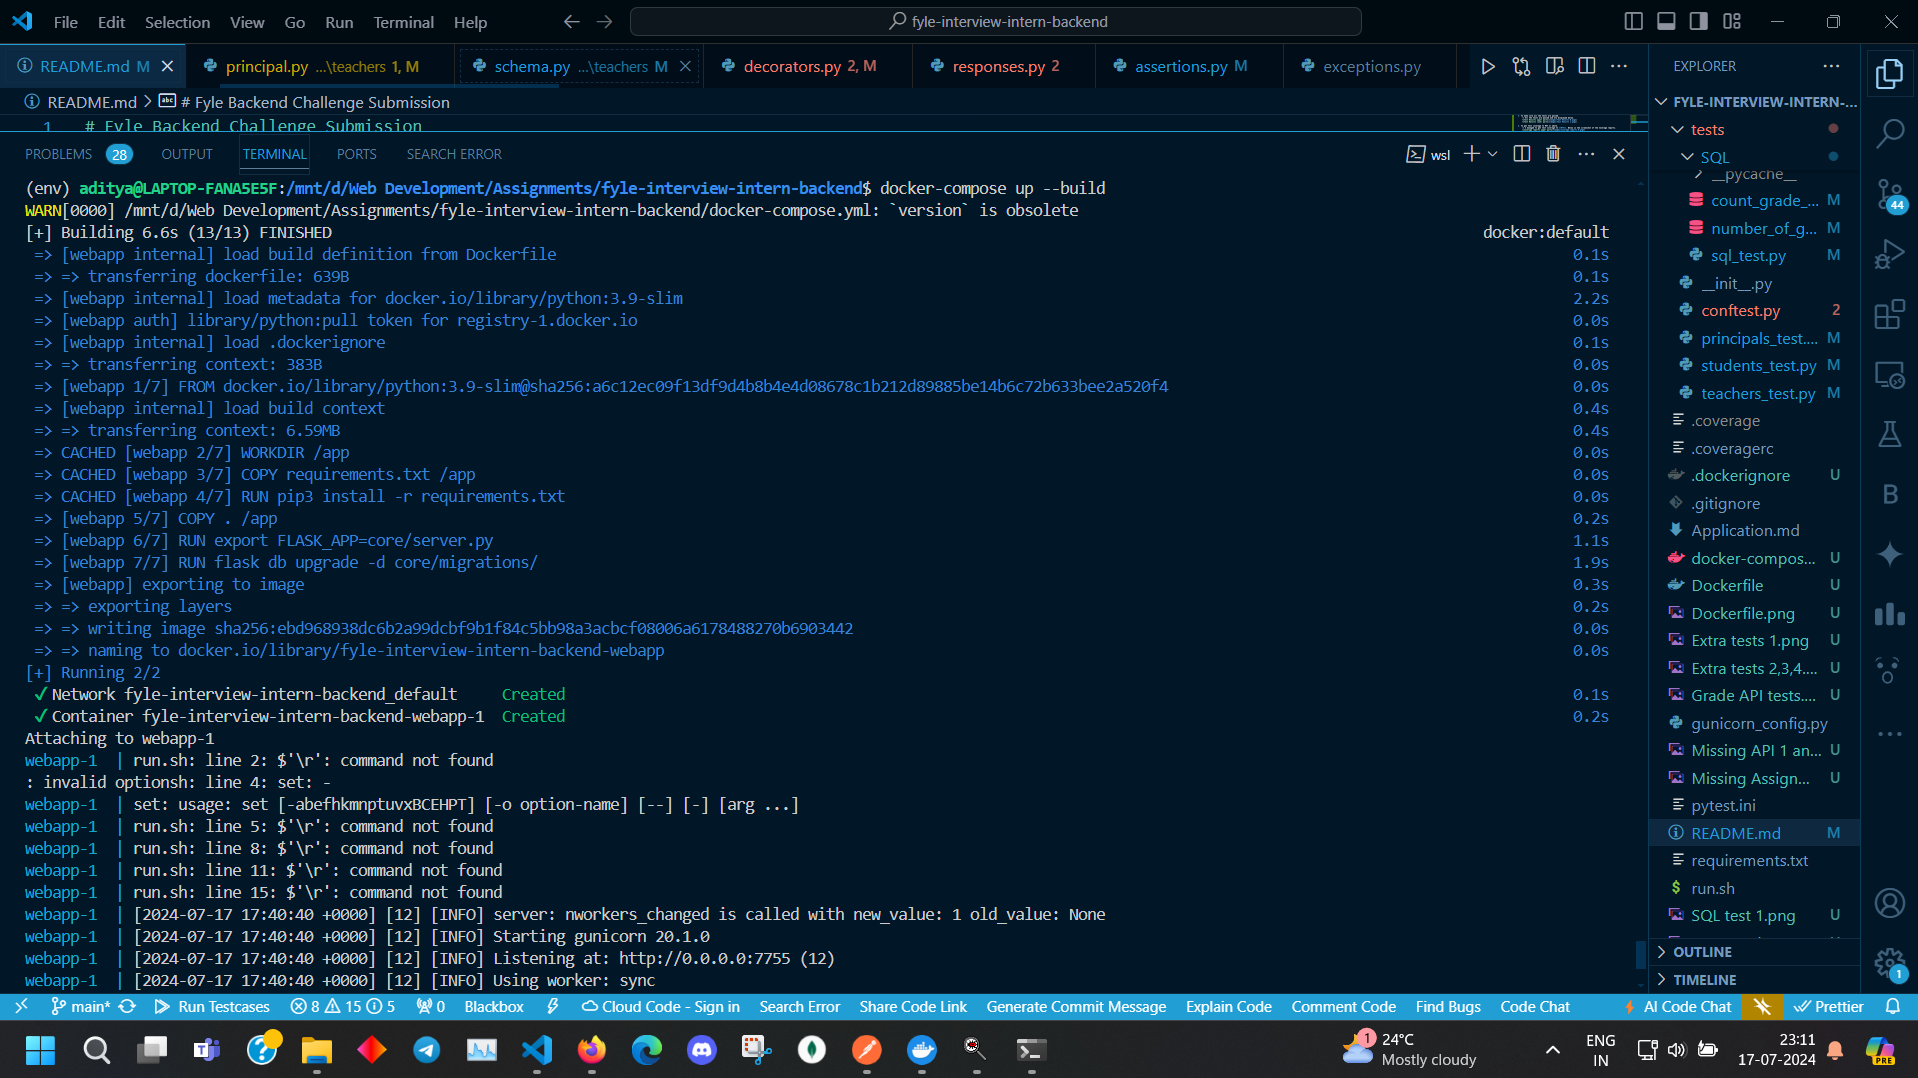 File Edit Selection View Go Run Terminal Help
fyle-interview-intern-backend
README.md M
principal.py ...\teachers 1, M
schema.py ...\teachers M
decorators.py 2, M
responses.py 2
assertions.py M
exceptions.py
README.md > # Fyle Backend Challenge Submission
1 # Fyle Backend Challenge Submission
PROBLEMS 28 OUTPUT TERMINAL PORTS SEARCH ERROR
wsl
(env) aditya@LAPTOP-FANA5E5F:/mnt/d/Web Development/Assignments/fyle-interview-intern-backend$ docker-compose up --build
WARN[0000] /mnt/d/Web Development/Assignments/fyle-interview-intern-backend/docker-compose.yml: `version` is obsolete
[+] Building 6.6s (13/13) FINISHED docker:default
=> [webapp internal] load build definition from Dockerfile 0.1s
=> => transferring dockerfile: 639B 0.1s
=> [webapp internal] load metadata for docker.io/library/python:3.9-slim 2.2s
=> [webapp auth] library/python:pull token for registry-1.docker.io 0.0s
=> [webapp internal] load .dockerignore 0.1s
=> => transferring context: 383B 0.0s
=> [webapp 1/7] FROM docker.io/library/python:3.9-slim@sha256:a6c12ec09f13df9d4b8b4e4d08678c1b212d89885be14b6c72b633bee2a520f4 0.0s
=> [webapp internal] load build context 0.4s
=> => transferring context: 6.59MB 0.4s
=> CACHED [webapp 2/7] WORKDIR /app 0.0s
=> CACHED [webapp 3/7] COPY requirements.txt /app 0.0s
=> CACHED [webapp 4/7] RUN pip3 install -r requirements.txt 0.0s
=> [webapp 5/7] COPY . /app 0.2s
=> [webapp 6/7] RUN export FLASK_APP=core/server.py 1.1s
=> [webapp 7/7] RUN flask db upgrade -d core/migrations/ 1.9s
=> [webapp] exporting to image 0.3s
=> => exporting layers 0.2s
=> => writing image sha256:ebd968938dc6b2a99dcbf9b1f84c5bb98a3acbcf08006a6178488270b6903442 0.0s
=> => naming to docker.io/library/fyle-interview-intern-backend-webapp 0.0s
[+] Running 2/2
✓ Network fyle-interview-intern-backend_default Created 0.1s
✓ Container fyle-interview-intern-backend-webapp-1 Created 0.2s
Attaching to webapp-1
webapp-1 | run.sh: line 2: $'\r': command not found
: invalid optionsh: line 4: set: -
webapp-1 | set: usage: set [-abefhkmnptuvxBCEHPT] [-o option-name] [--] [-] [arg ...]
webapp-1 | run.sh: line 5: $'\r': command not found
webapp-1 | run.sh: line 8: $'\r': command not found
webapp-1 | run.sh: line 11: $'\r': command not found
webapp-1 | run.sh: line 15: $'\r': command not found
webapp-1 | [2024-07-17 17:40:40 +0000] [12] [INFO] server: nworkers_changed is called with new_value: 1 old_value: None
webapp-1 | [2024-07-17 17:40:40 +0000] [12] [INFO] Starting gunicorn 20.1.0
webapp-1 | [2024-07-17 17:40:40 +0000] [12] [INFO] Listening at: http://0.0.0.0:7755 (12)
webapp-1 | [2024-07-17 17:40:40 +0000] [12] [INFO] Using worker: sync
EXPLORER
FYLE-INTERVIEW-INTERN-...
tests
SQL
__pycache__
count_grade_... M
number_of_g... M
sql_test.py M
__init__.py
conftest.py 2
principals_test.... M
students_test.py M
teachers_test.py M
.coverage
.coveragerc
.dockerignore U
.gitignore
Application.md
docker-compos... U
Dockerfile U
Dockerfile.png U
Extra tests 1.png U
Extra tests 2,3,4.... U
Grade API tests.... U
gunicorn_config.py
Missing API 1 an... U
Missing Assign... U
pytest.ini
README.md M
requirements.txt
run.sh
SQL test 1.png U
OUTLINE
TIMELINE
44
B
1
main* Run Testcases 8 15 5 0 Blackbox Cloud Code - Sign in Search Error Share Code Link Generate Commit Message Explain Code Comment Code Find Bugs Code Chat AI Code Chat Prettier
1
24°C
Mostly cloudy
ENG
IN
23:11
17-07-2024
PRE